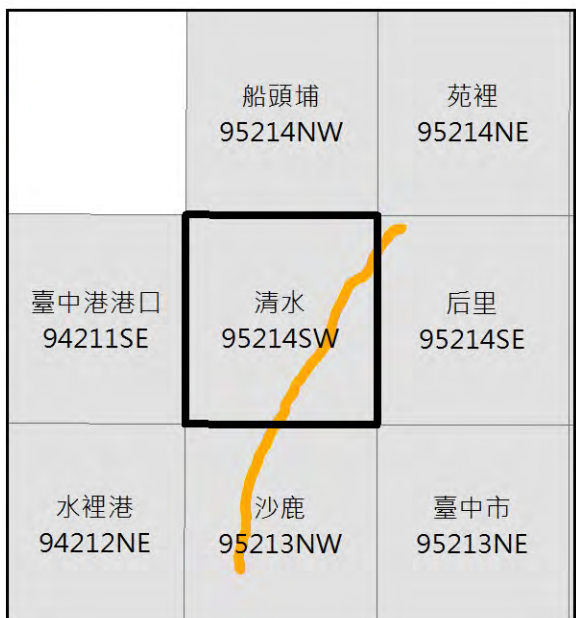 船頭埔
95214NW
苑裡
95214NE
臺中港港口
94211SE
清水
95214SW
后里
95214SE
水裡港
94212NE
沙鹿
95213NW
臺中市
95213NE